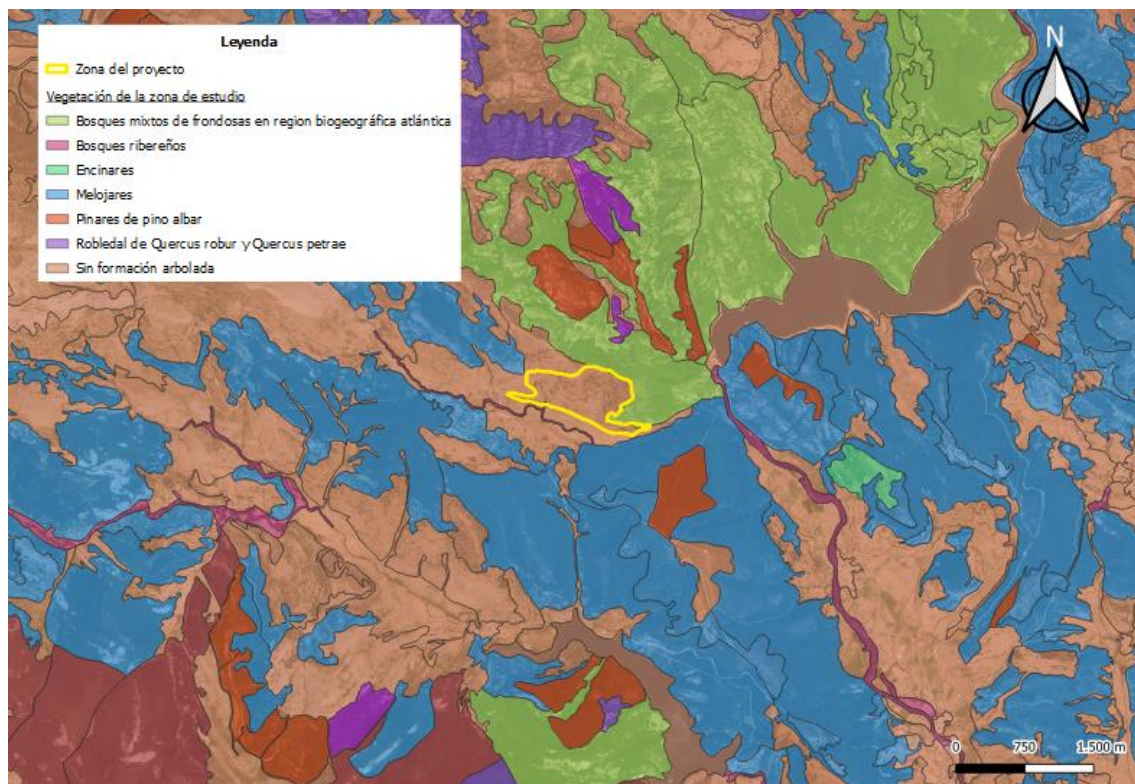 Leyenda
Zona del proyecto
Vegetación de la zona de estudio
Bosques mixtos de frondosas en region biogeográfica atlántica
Bosques ribereños
Encinares
Melojares
Pinares de pino albar
Robledal de Quercus robur y Quercus petrae
Sin formación arbolada
N
0 750 1.500 m